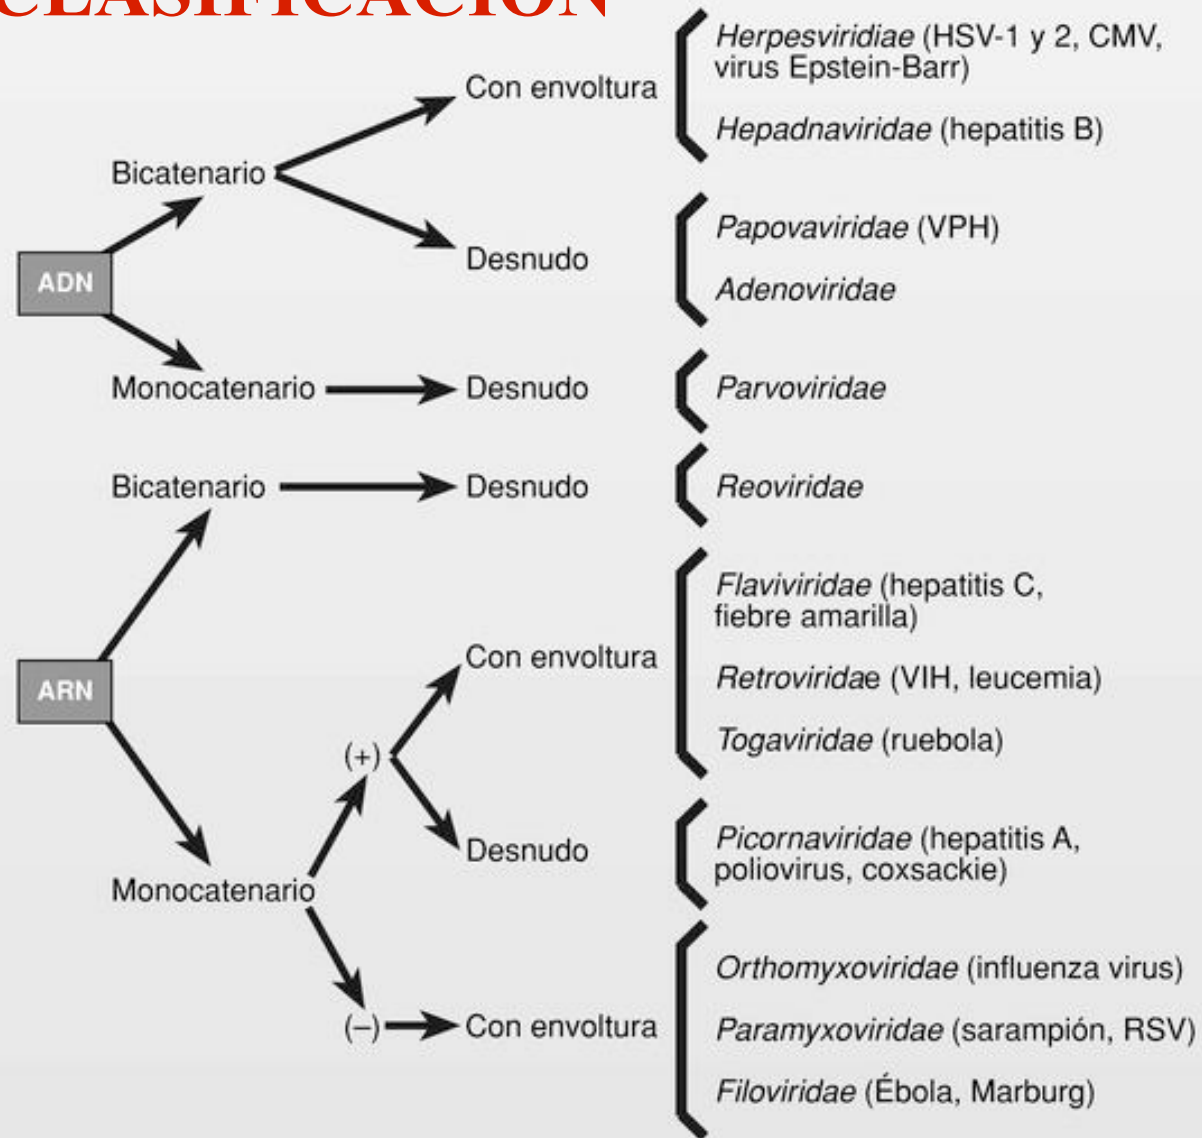 CLASIFICACIÓN
Con envoltura
Herpesviridiae (HSV-1 y 2, CMV,
virus Epstein-Barr)
Hepadnaviridae (hepatitis B)
Bicatenario
Desnudo
Papovaviridae (VPH)
Adenoviridae
ADN
Monocatenario
Desnudo
Parvoviridae
Bicatenario
Desnudo
Reoviridae
ARN
Con envoltura
Flaviviridae (hepatitis C,
fiebre amarilla)
Retroviridae (VIH, leucemia)
Togaviridae (ruebola)
(+)
Desnudo
Picornaviridae (hepatitis A,
poliovirus, coxsackie)
Monocatenario
(–)
Con envoltura
Orthomyxoviridae (influenza virus)
Paramyxoviridae (sarampión, RSV)
Filoviridae (Ébola, Marburg)